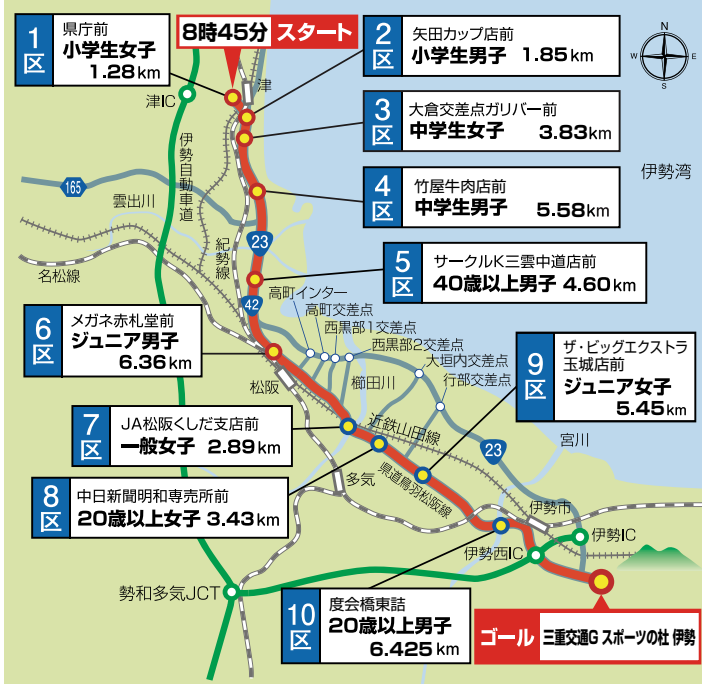 1区
県庁前
小学生女子
1.28km
8時45分 スタート
2区
矢田カップ店前
小学生男子 1.85km
N
W E
S
3区
大倉交差点ガリバー前
中学生女子 3.83km
4区
竹屋牛肉店前
中学生男子 5.58km
5区
サークルK三雲中道店前
40歳以上男子 4.60km
6区
メガネ赤札堂前
ジュニア男子
6.36km
7区
JA松阪くしだ支店前
一般女子 2.89km
8区
中日新聞明和専売所前
20歳以上女子 3.43km
9区
ザ・ビッグエクストラ
玉城店前
ジュニア女子
5.45km
10区
度会橋東詰
20歳以上男子
6.425km
ゴール 三重交通G スポーツの杜 伊勢
津
津IC
伊勢自動車道
165
雲出川
伊勢湾
23
紀勢線
名松線
42
高町インター
高町交差点
西黒部1交差点
西黒部2交差点
大垣内交差点
行部交差点
櫛田川
松阪
近鉄山田線
県道鳥羽松阪線
23
宮川
多気
伊勢市
伊勢IC
伊勢西IC
勢和多気JCT